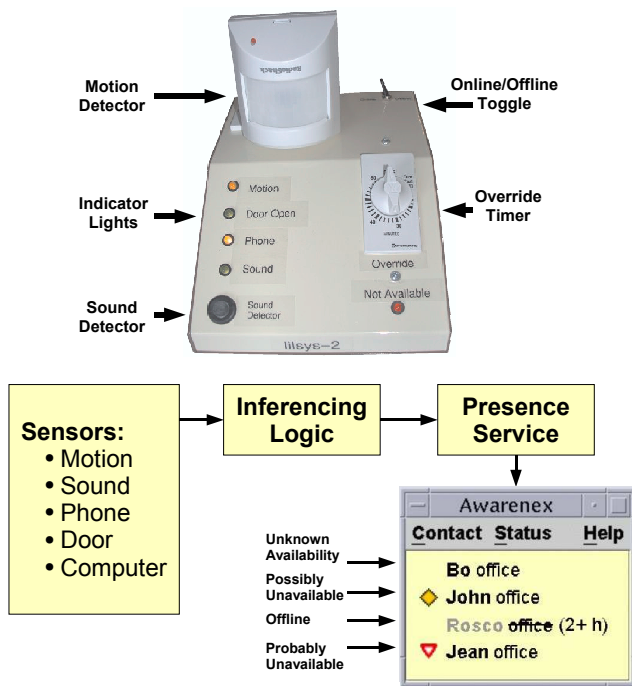 Motion
Detector
Online/Offline
Toggle
Indicator
Lights
Override
Timer
Sound
Detector
Motion
Door Open
Phone
Sound
Sound
Detector
Override
Not Available
lilsys-2
Sensors:
• Motion
• Sound
• Phone
• Door
• Computer
Inferencing
Logic
Presence
Service
Awarenex
Contact Status Help
Unknown
Availability
Bo office
Possibly
Unavailable
John office
Offline
Rosco office (2+ h)
Probably
Unavailable
Jean office